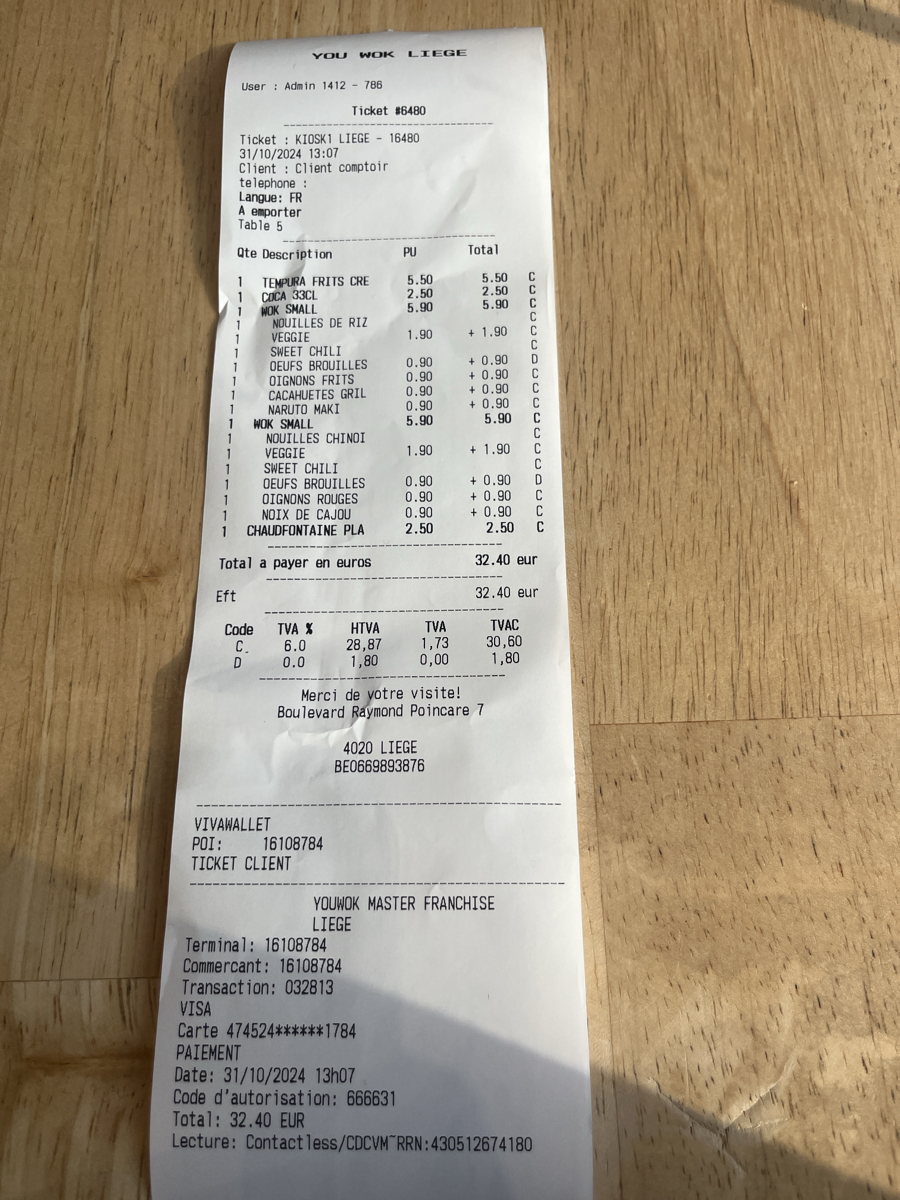 YOU WOK LIEGE
User : Admin 1412 - 786
Ticket #6480
Ticket : KIOSK1 LIEGE - 16480
31/10/2024 13:07
Client : Client comptoir
telephone :
Langue: FR
A emporter
Table 5
Qte Description PU Total
1 TEMPURA FRITS CRE 5.50 5.50 C
1 COCA 33CL 2.50 2.50 C
1 WOK SMALL 5.90 5.90 C
1 NOUILLES DE RIZ C
1 VEGGIE 1.90 + 1.90 C
1 SWEET CHILI C
1 OEUFS BROUILLES 0.90 + 0.90 D
1 OIGNONS FRITS 0.90 + 0.90 C
1 CACAHUETES GRIL 0.90 + 0.90 C
1 NARUTO MAKI 0.90 + 0.90 C
1 WOK SMALL 5.90 5.90 C
1 NOUILLES CHINOI C
1 VEGGIE 1.90 + 1.90 C
1 SWEET CHILI C
1 OEUFS BROUILLES 0.90 + 0.90 D
1 OIGNONS ROUGES 0.90 + 0.90 C
1 NOIX DE CAJOU 0.90 + 0.90 C
1 CHAUDFONTAINE PLA 2.50 2.50 C
Total a payer en euros 32.40 eur
Eft 32.40 eur
Code TVA % HTVA TVA TVAC
C 6.0 28,87 1,73 30,60
D 0.0 1,80 0,00 1,80
Merci de votre visite!
Boulevard Raymond Poincare 7
4020 LIEGE
BE0669893876
VIVAWALLET
POI: 16108784
TICKET CLIENT
YOUWOK MASTER FRANCHISE
LIEGE
Terminal: 16108784
Commercant: 16108784
Transaction: 032813
VISA
Carte 474524******1784
PAIEMENT
Date: 31/10/2024 13h07
Code d'autorisation: 666631
Total: 32.40 EUR
Lecture: Contactless/CDCVM~RRN:430512674180